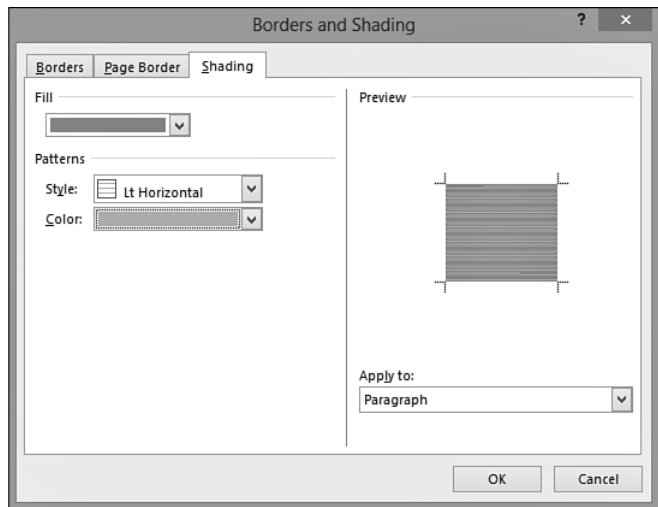 Borders and Shading
?
Borders Page Border Shading
Fill
Patterns
Style: Lt Horizontal
Color:
Preview
Apply to:
Paragraph
OK Cancel